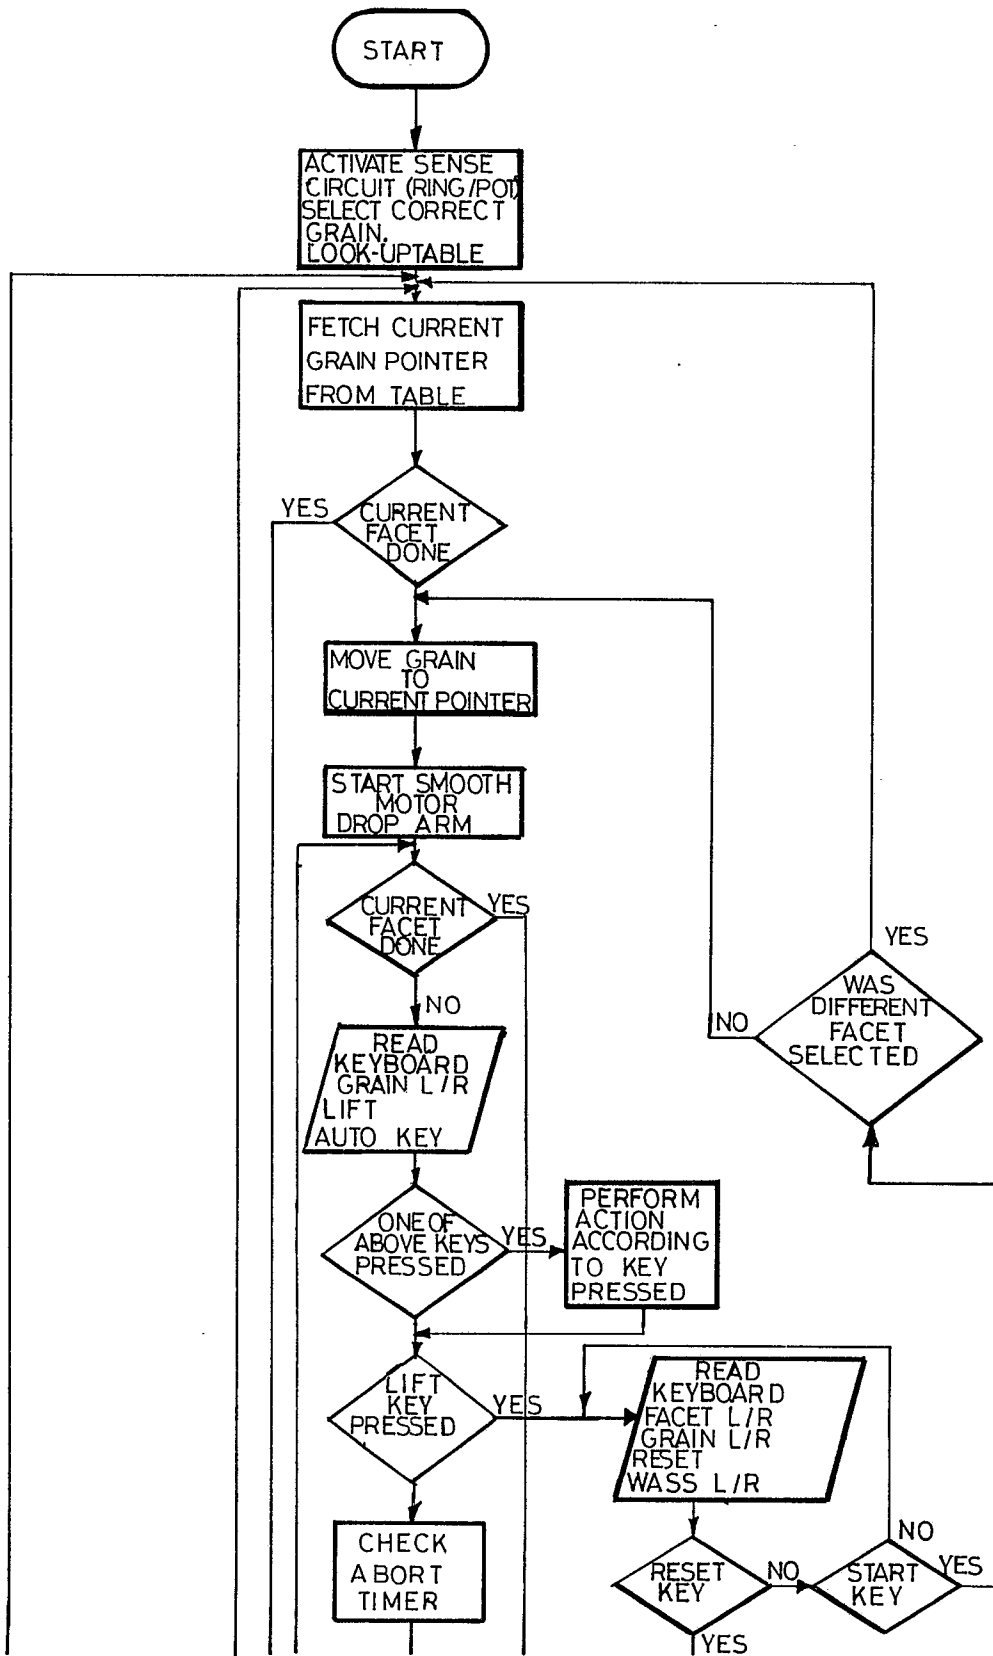 START
ACTIVATE SENSE
CIRCUIT (RING/POT)
SELECT CORRECT
GRAIN.
LOOK-UPTABLE
FETCH CURRENT
GRAIN POINTER
FROM TABLE
YES
CURRENT
FACET
DONE
MOVE GRAIN
TO
CURRENT POINTER
START SMOOTH
MOTOR
DROP ARM
CURRENT
FACET
DONE
YES
NO
YES
WAS
DIFFERENT
FACET
SELECTED
NO
READ
KEYBOARD
GRAIN L/R
LIFT
AUTO KEY
ONE OF
ABOVE KEYS
PRESSED
YES
PERFORM
ACTION
ACCORDING
TO KEY
PRESSED
LIFT
KEY
PRESSED
YES
READ
KEYBOARD
FACET L/R
GRAIN L/R
RESET
WASS L/R
CHECK
ABORT
TIMER
RESET
KEY
NO
YES
START
KEY
NO
YES